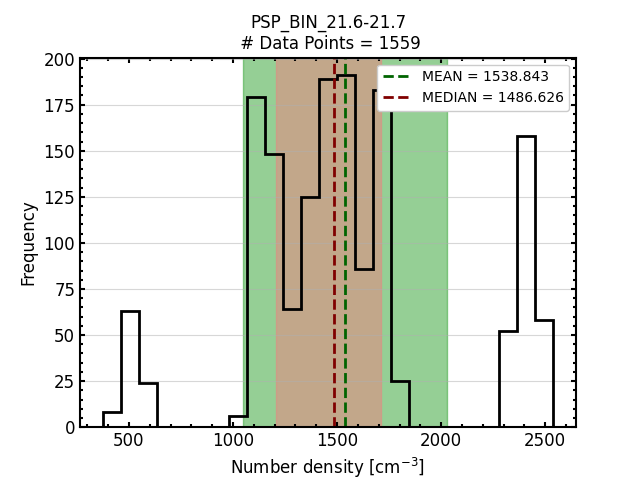 PSP_BIN_21.6-21.7
# Data Points = 1559
MEAN = 1538.843
MEDIAN = 1486.626
200
175
150
125
100
75
50
25
0
Frequency
500
1000
1500
2000
2500
Number density [cm⁻³]